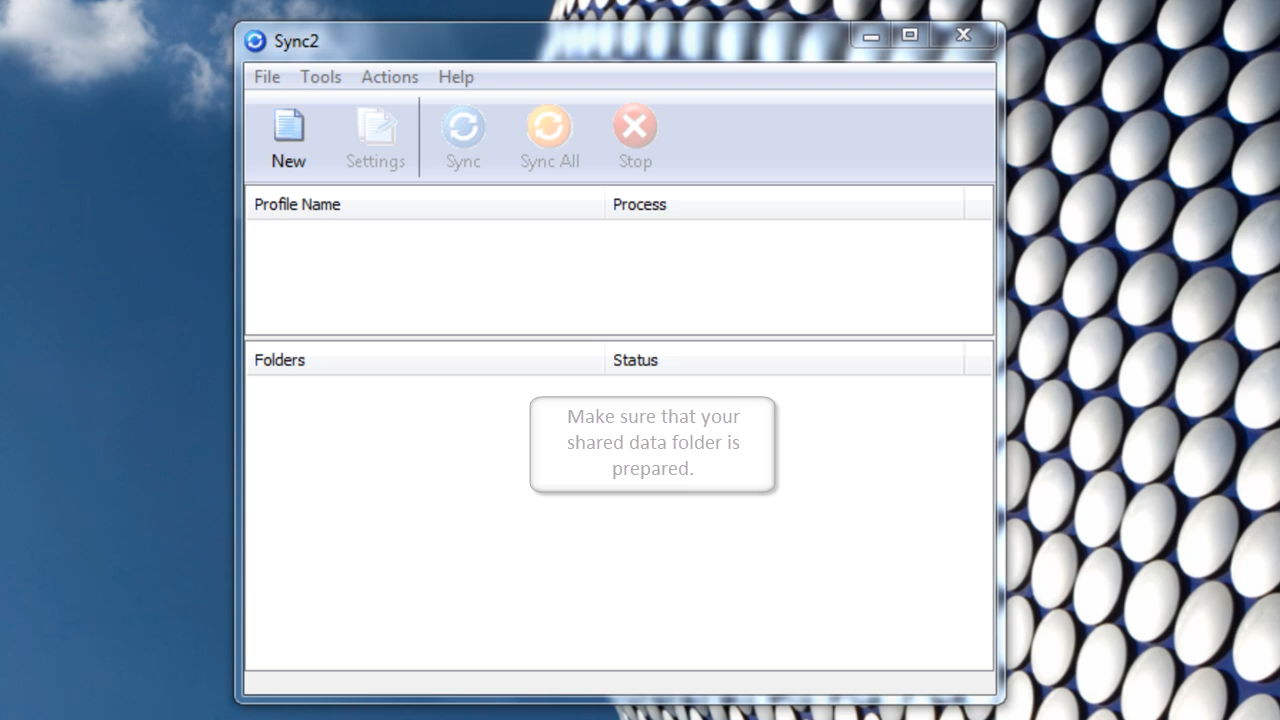 Sync2
File Tools Actions Help
New Settings Sync Sync All Stop
Profile Name Process
Folders Status
Make sure that your
shared data folder is
prepared.